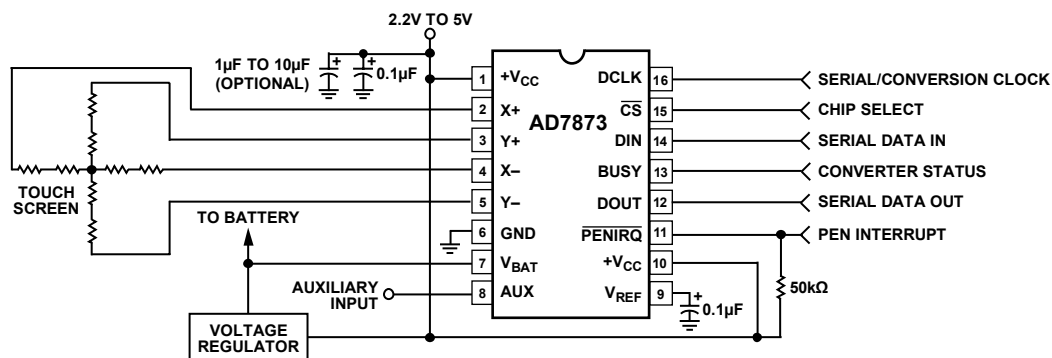 2.2V TO 5V
1µF TO 10µF
(OPTIONAL)
+
+
0.1µF
1 +VCC
2 X+
3 Y+
4 X–
5 Y–
6 GND
7 VBAT
8 AUX
AD7873
DCLK 16
CS 15
DIN 14
BUSY 13
DOUT 12
PENIRQ 11
+VCC 10
VREF 9
SERIAL/CONVERSION CLOCK
CHIP SELECT
SERIAL DATA IN
CONVERTER STATUS
SERIAL DATA OUT
PEN INTERRUPT
TOUCH
SCREEN
TO BATTERY
AUXILIARY
INPUT
VOLTAGE
REGULATOR
+
0.1µF
50kΩ